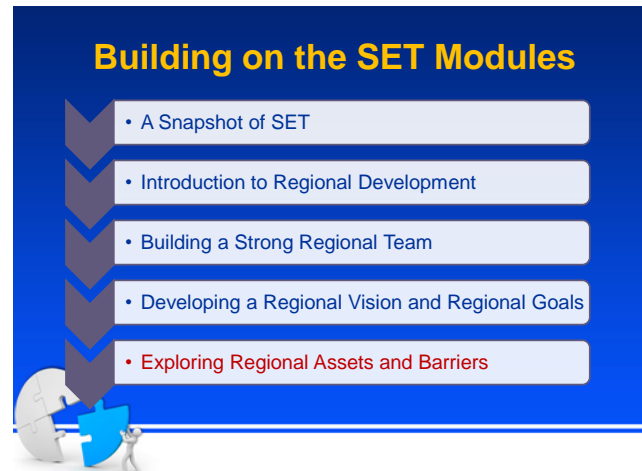 Building on the SET Modules
• A Snapshot of SET
• Introduction to Regional Development
• Building a Strong Regional Team
• Developing a Regional Vision and Regional Goals
• Exploring Regional Assets and Barriers